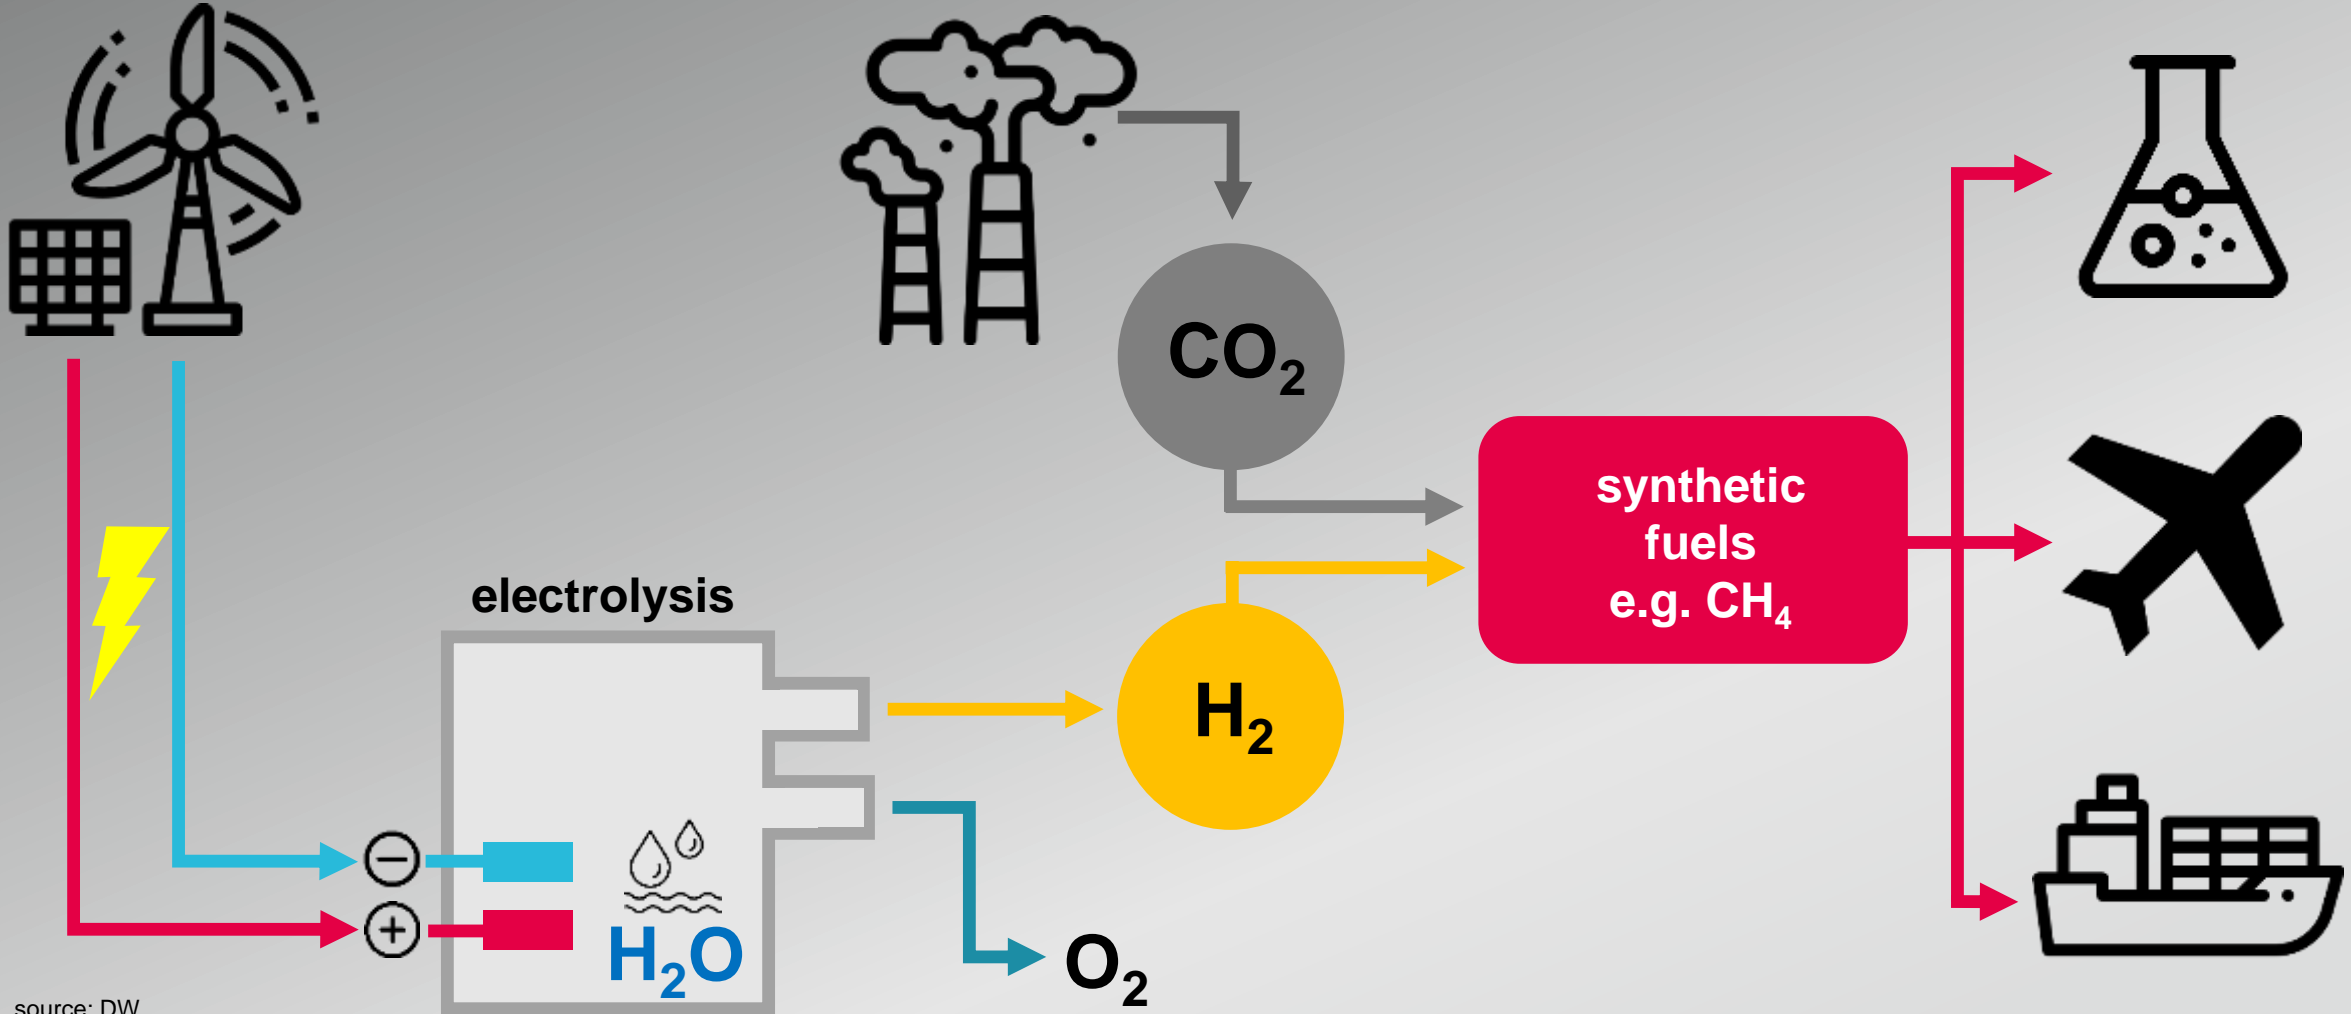 CO₂
synthetic
fuels
e.g. CH₄
electrolysis
H₂
H₂O
O₂
source: DW